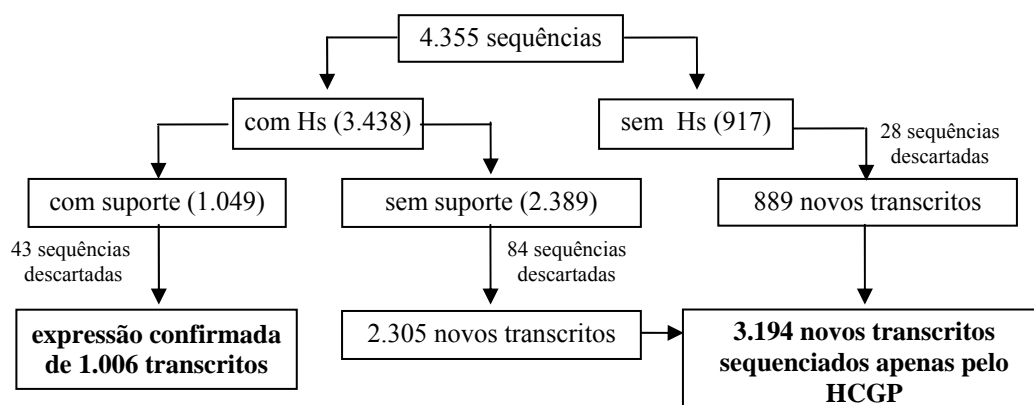 4.355 sequências
com Hs (3.438)
sem Hs (917)
28 sequências
descartadas
com suporte (1.049)
sem suporte (2.389)
889 novos transcritos
43 sequências
descartadas
84 sequências
descartadas
expressão confirmada
de 1.006 transcritos
2.305 novos transcritos
3.194 novos transcritos
sequenciados apenas pelo
HCGP